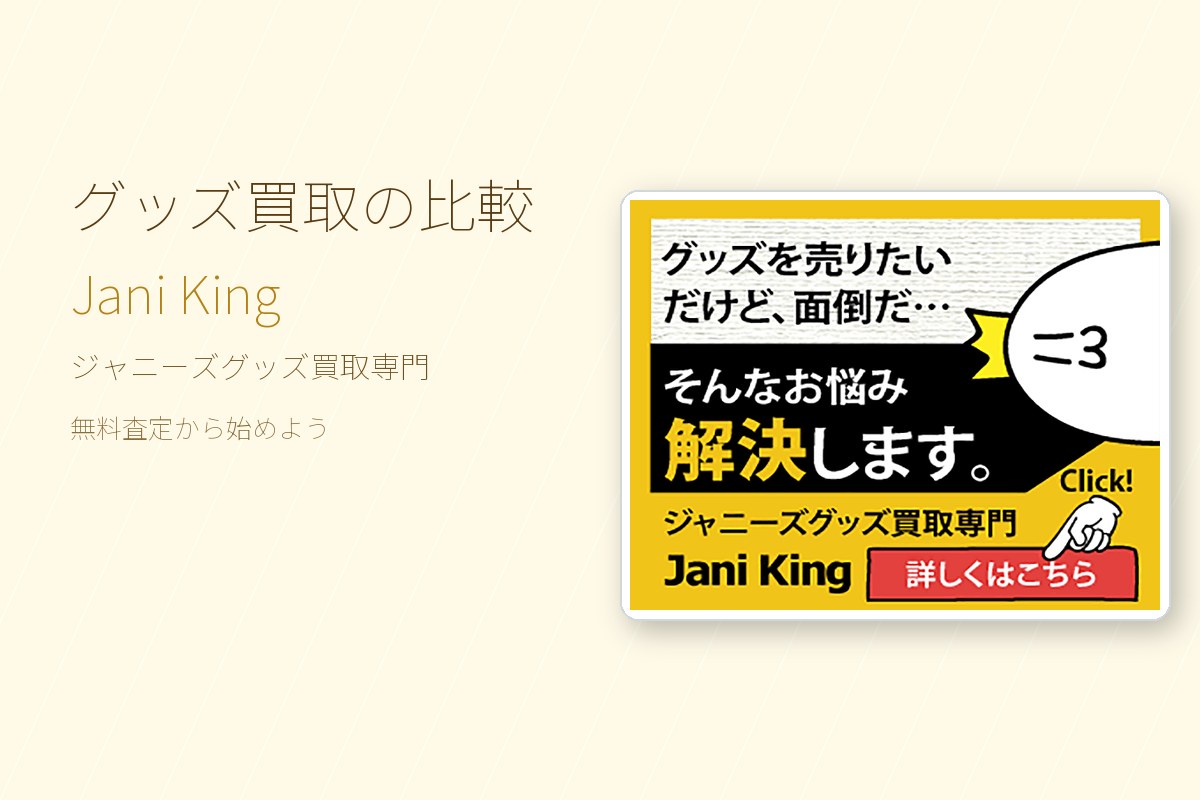 グッズ買取の比較
Jani King
ジャニーズグッズ買取専門
無料査定から始めよう
グッズを売りたい
だけど、面倒だ…
=3
そんなお悩み
解決します。
Click!
ジャニーズグッズ買取専門
Jani King
詳しくはこちら